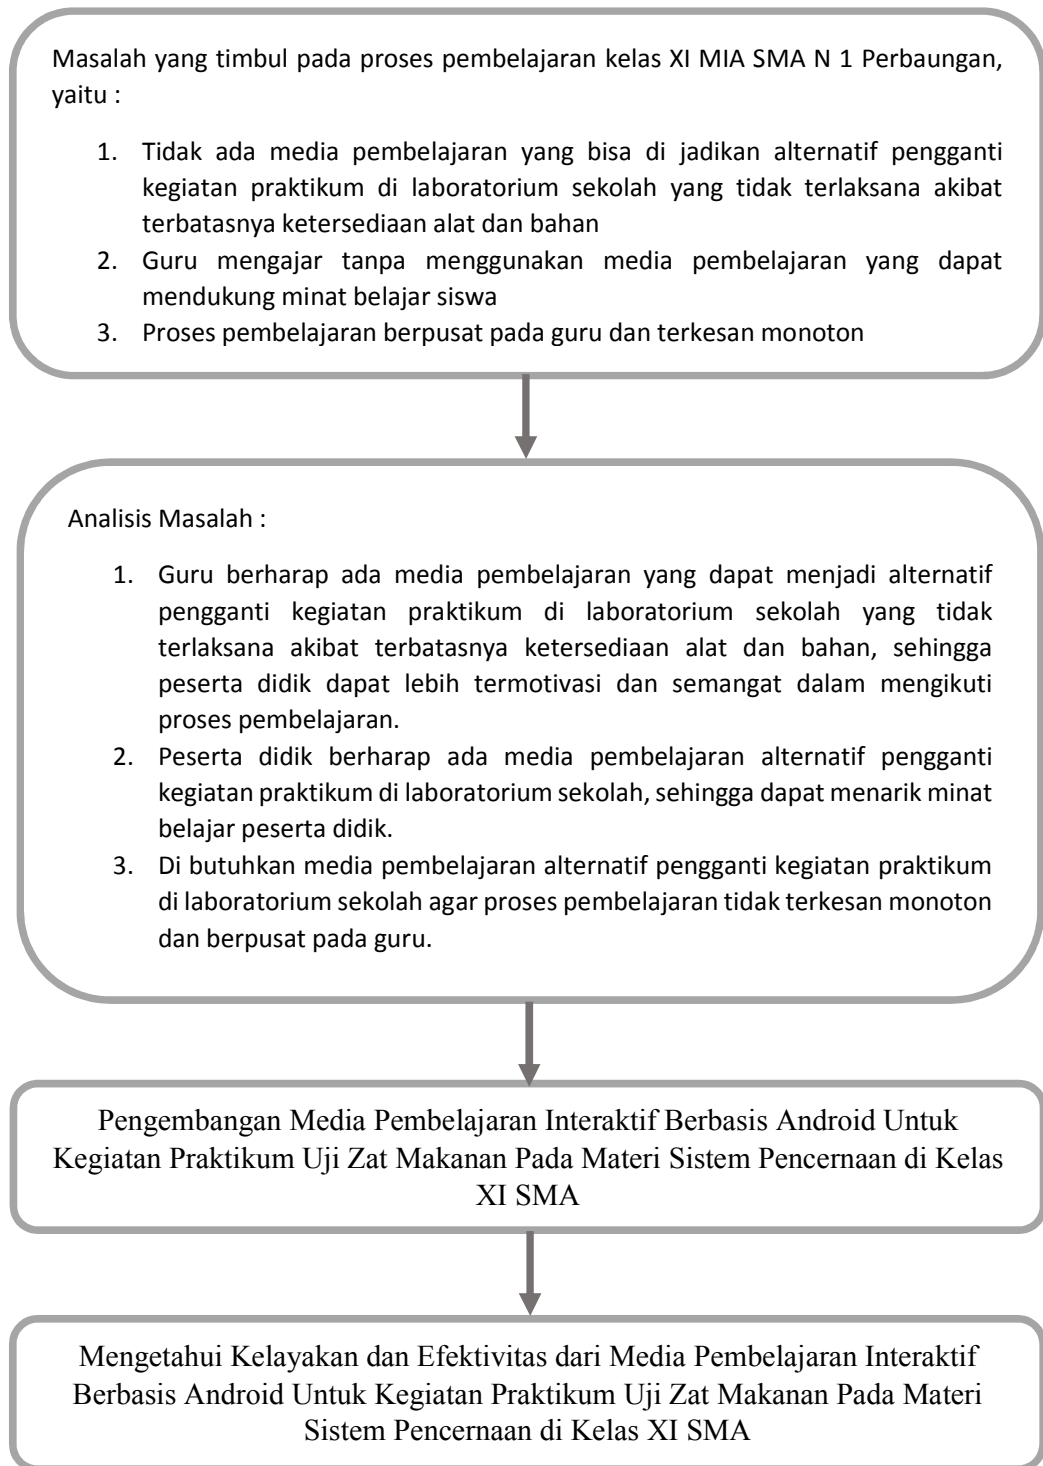 Masalah yang timbul pada proses pembelajaran kelas XI MIA SMA N 1 Perbaungan,
yaitu :
1. Tidak ada media pembelajaran yang bisa di jadikan alternatif pengganti
kegiatan praktikum di laboratorium sekolah yang tidak terlaksana akibat
terbatasnya ketersediaan alat dan bahan
2. Guru mengajar tanpa menggunakan media pembelajaran yang dapat
mendukung minat belajar siswa
3. Proses pembelajaran berpusat pada guru dan terkesan monoton
Analisis Masalah :
1. Guru berharap ada media pembelajaran yang dapat menjadi alternatif
pengganti kegiatan praktikum di laboratorium sekolah yang tidak
terlaksana akibat terbatasnya ketersediaan alat dan bahan, sehingga
peserta didik dapat lebih termotivasi dan semangat dalam mengikuti
proses pembelajaran.
2. Peserta didik berharap ada media pembelajaran alternatif pengganti
kegiatan praktikum di laboratorium sekolah, sehingga dapat menarik minat
belajar peserta didik.
3. Di butuhkan media pembelajaran alternatif pengganti kegiatan praktikum
di laboratorium sekolah agar proses pembelajaran tidak terkesan monoton
dan berpusat pada guru.
Pengembangan Media Pembelajaran Interaktif Berbasis Android Untuk
Kegiatan Praktikum Uji Zat Makanan Pada Materi Sistem Pencernaan di Kelas
XI SMA
Mengetahui Kelayakan dan Efektivitas dari Media Pembelajaran Interaktif
Berbasis Android Untuk Kegiatan Praktikum Uji Zat Makanan Pada Materi
Sistem Pencernaan di Kelas XI SMA